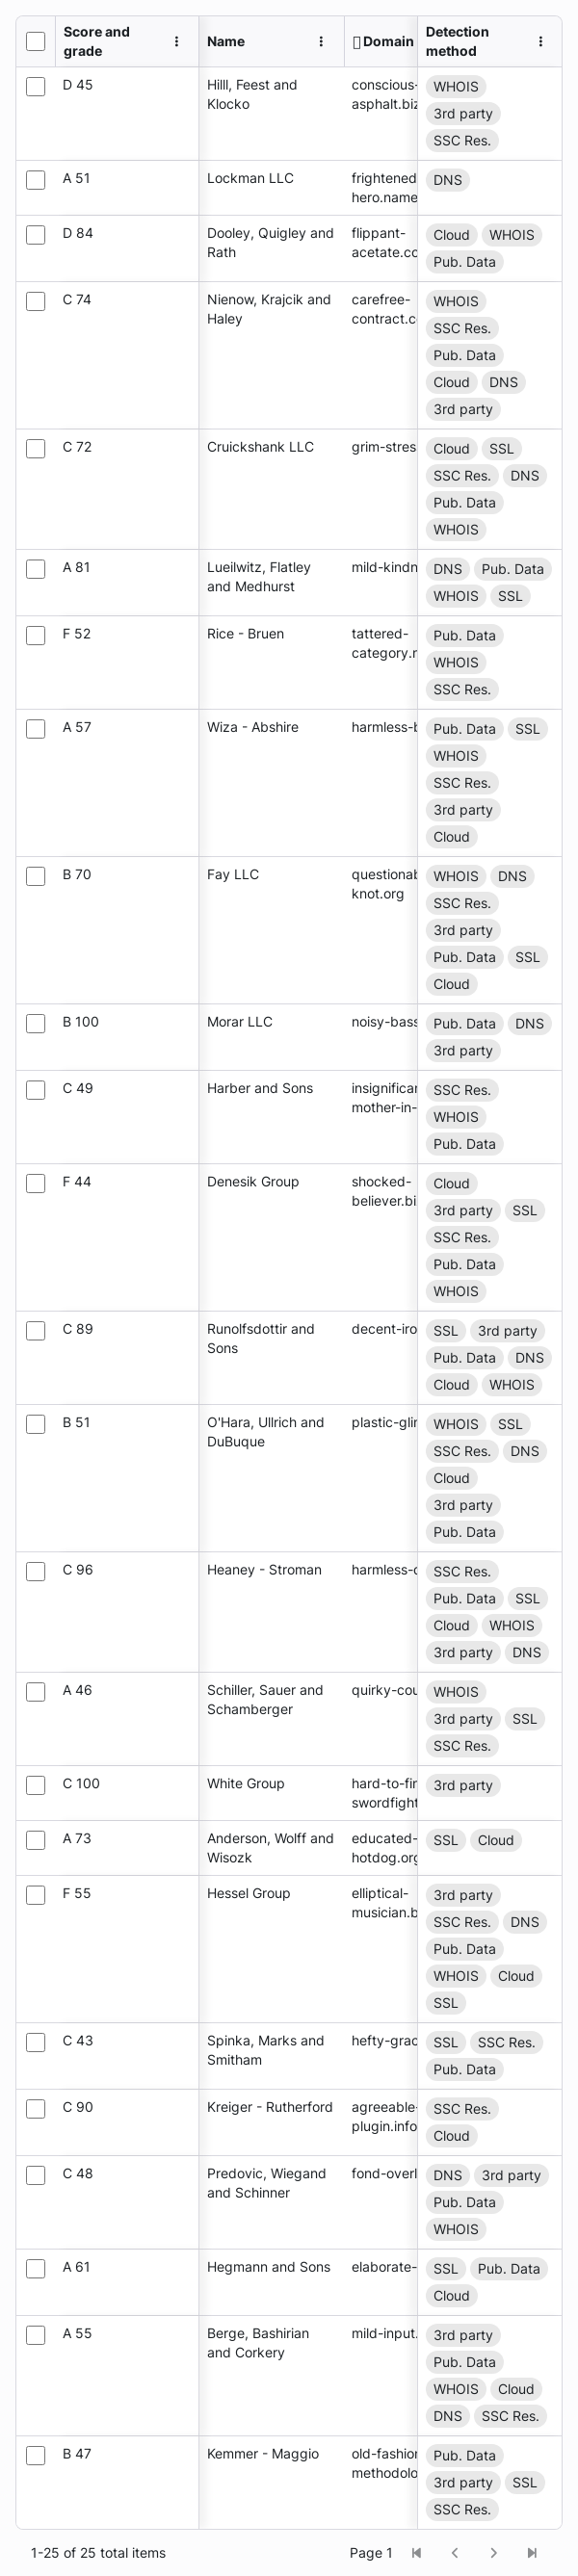 Score and grade Name Domain Detection method
D 45 Hilll, Feest and Klocko conscious-asphalt.biz WHOIS 3rd party SSC Res.
A 51 Lockman LLC frightened hero.name DNS
D 84 Dooley, Quigley and Rath flippant-acetate.co Cloud WHOIS Pub. Data
C 74 Nienow, Krajcik and Haley carefree-contract.c WHOIS SSC Res. Pub. Data Cloud DNS 3rd party
C 72 Cruickshank LLC grim-stres Cloud SSL SSC Res. DNS Pub. Data WHOIS
A 81 Lueilwitz, Flatley and Medhurst mild-kindn DNS Pub. Data WHOIS SSL
F 52 Rice - Bruen tattered-category.r Pub. Data WHOIS SSC Res.
A 57 Wiza - Abshire harmless-b Pub. Data SSL WHOIS SSC Res. 3rd party Cloud
B 70 Fay LLC questionab knot.org WHOIS DNS SSC Res. 3rd party Pub. Data SSL Cloud
B 100 Morar LLC noisy-bass Pub. Data DNS 3rd party
C 49 Harber and Sons insignifican mother-in- SSC Res. WHOIS Pub. Data
F 44 Denesik Group shocked-believer.bi Cloud 3rd party SSL SSC Res. Pub. Data WHOIS
C 89 Runolfsdottir and Sons decent-iro SSL 3rd party Pub. Data DNS Cloud WHOIS
B 51 O'Hara, Ullrich and DuBuque plastic-glin WHOIS SSL SSC Res. DNS Cloud 3rd party Pub. Data
C 96 Heaney - Stroman harmless-c SSC Res. Pub. Data SSL Cloud WHOIS 3rd party DNS
A 46 Schiller, Sauer and Schamberger quirky-cou WHOIS 3rd party SSL SSC Res.
C 100 White Group hard-to-fin swordfight 3rd party
A 73 Anderson, Wolff and Wisozk educated-hotdog.org SSL Cloud
F 55 Hessel Group elliptical-musician.b 3rd party SSC Res. DNS Pub. Data WHOIS Cloud SSL
C 43 Spinka, Marks and Smitham hefty-grac SSL SSC Res. Pub. Data
C 90 Kreiger - Rutherford agreeable-plugin.info SSC Res. Cloud
C 48 Predovic, Wiegand and Schinner fond-overl DNS 3rd party Pub. Data WHOIS
A 61 Hegmann and Sons elaborate- SSL Pub. Data Cloud
A 55 Berge, Bashirian and Corkery mild-input. 3rd party Pub. Data WHOIS Cloud DNS SSC Res.
B 47 Kemmer - Maggio old-fashion methodolo Pub. Data 3rd party SSL SSC Res.
1-25 of 25 total items Page 1